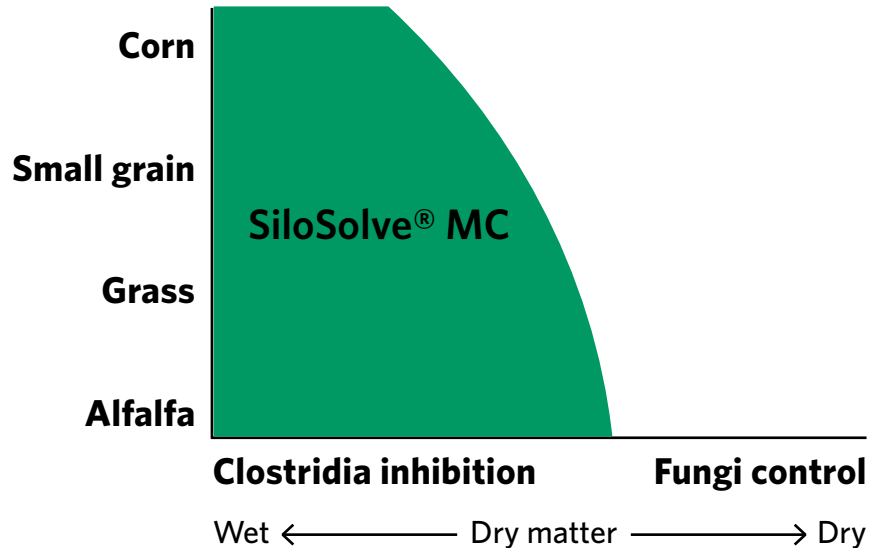 Corn
Small grain
SiloSolve® MC
Grass
Alfalfa
Clostridia inhibition Fungi control
Wet Dry matter Dry